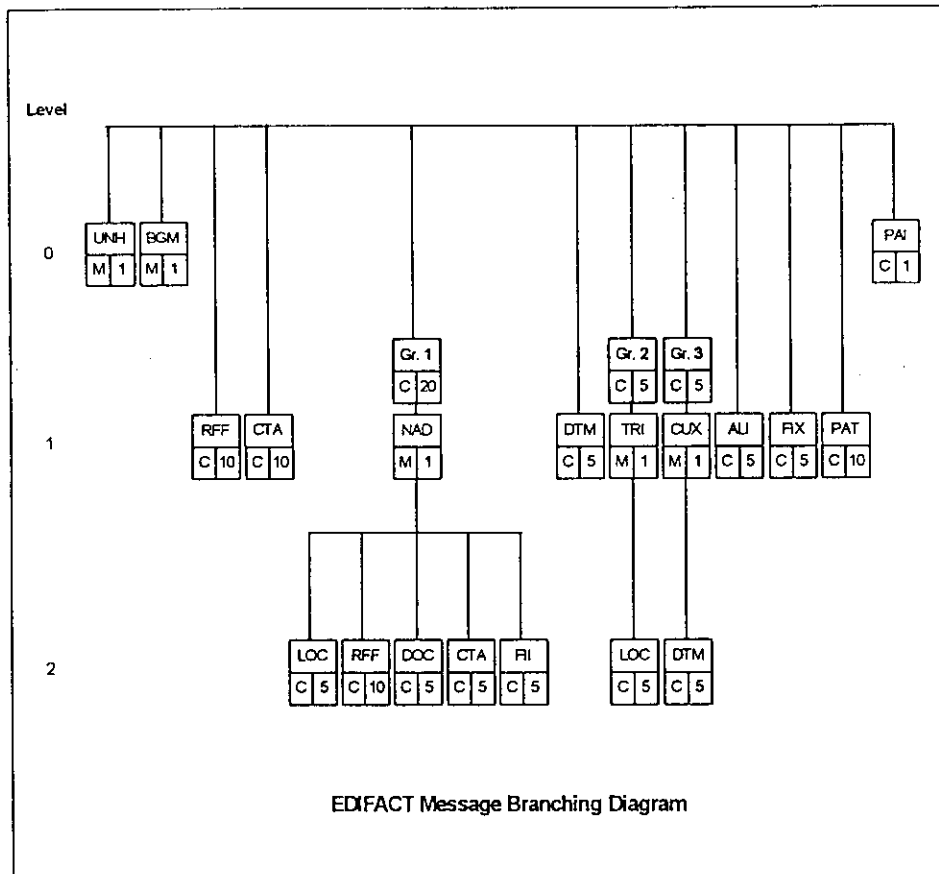 Level
0
UNH BGM PAI
M 1 M 1 C 1
Gr. 1 Gr. 2 Gr. 3
C 20 C 5 C 5
1
RFF CTA NAD DTM TRI CUX ALI FIX PAT
C 10 C 10 M 1 C 5 M 1 M 1 C 5 C 5 C 10
2
LOC RFF DOC CTA FII LOC DTM
C 5 C 10 C 5 C 5 C 5 C 5 C 5
EDIFACT Message Branching Diagram